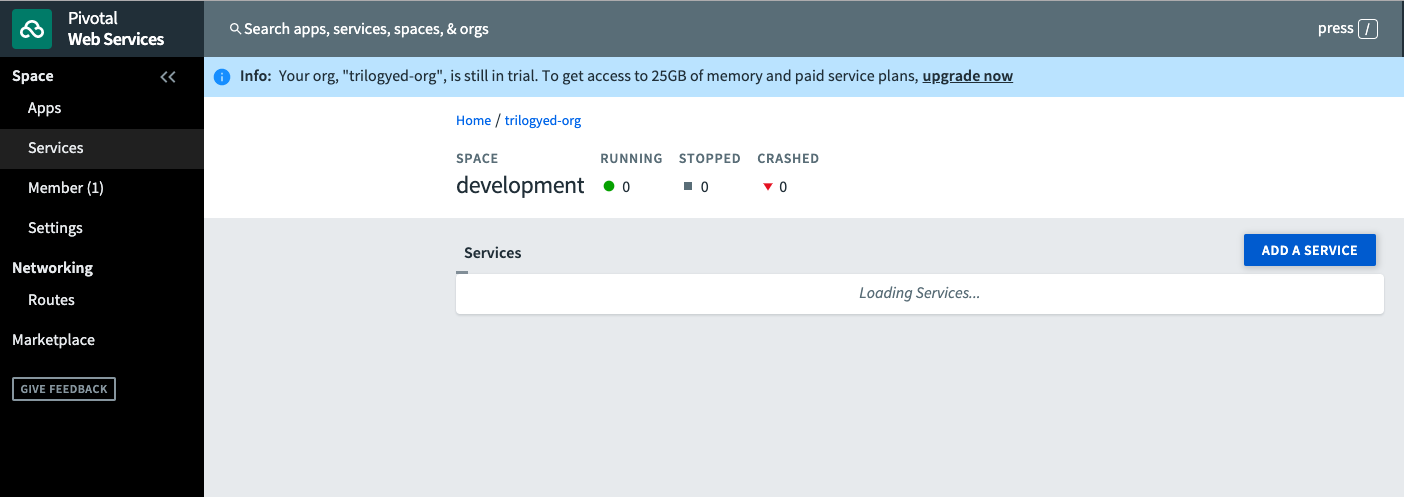 Pivotal
Web Services
Search apps, services, spaces, & orgs
press /
Space
Apps
Services
Member (1)
Settings
Networking
Routes
Marketplace
GIVE FEEDBACK
Info: Your org, "trilogyed-org", is still in trial. To get access to 25GB of memory and paid service plans, upgrade now
Home / trilogyed-org
SPACE RUNNING STOPPED CRASHED
development 0 0 0
Services
ADD A SERVICE
Loading Services...